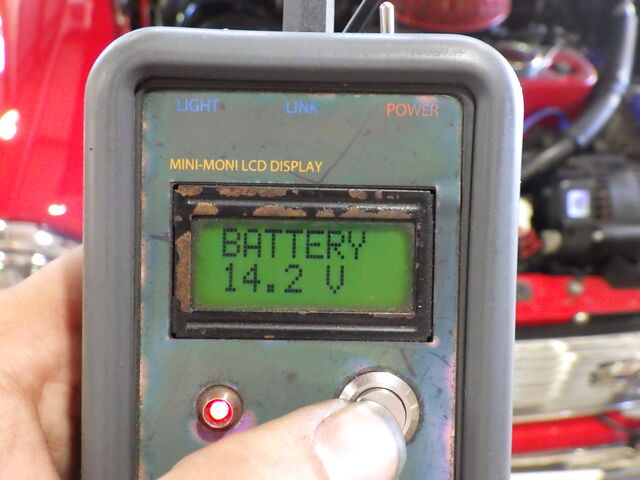 LIGHT LINK POWER
MINI-MONI LCD DISPLAY
BATTERY
14.2 V